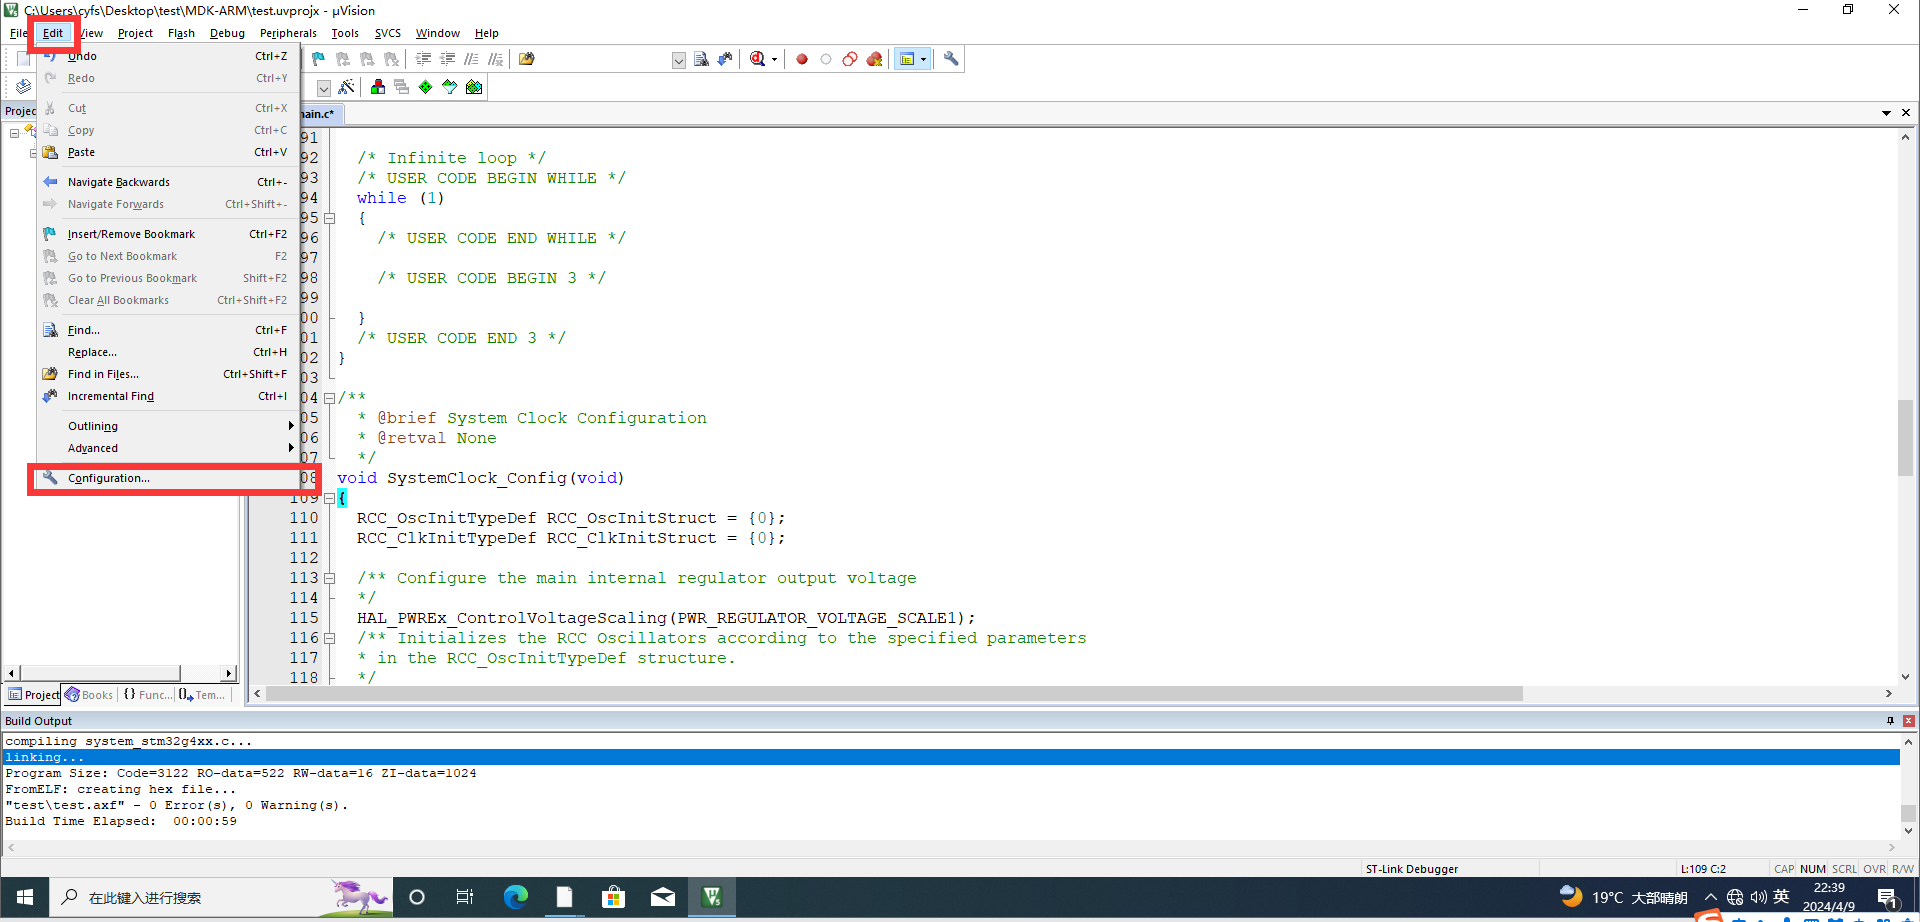 C:\Users\cyfs\Desktop\test\MDK-ARM\test.uvprojx - µVision
File Edit View Project Flash Debug Peripherals Tools SVCS Window Help
Undo Ctrl+Z
Redo Ctrl+Y
Cut Ctrl+X
Copy Ctrl+C
Paste Ctrl+V
Navigate Backwards Ctrl+-
Navigate Forwards Ctrl+Shift+-
Insert/Remove Bookmark Ctrl+F2
Go to Next Bookmark F2
Go to Previous Bookmark Shift+F2
Clear All Bookmarks Ctrl+Shift+F2
Find... Ctrl+F
Replace... Ctrl+H
Find in Files... Ctrl+Shift+F
Incremental Find Ctrl+I
Outlining
Advanced
Configuration...
Projec
main.c*
91
92 /* Infinite loop */
93 /* USER CODE BEGIN WHILE */
94 while (1)
95 {
96 /* USER CODE END WHILE */
97
98 /* USER CODE BEGIN 3 */
99
00 }
01 /* USER CODE END 3 */
02 }
03
04 /**
05 * @brief System Clock Configuration
06 * @retval None
07 */
08 void SystemClock_Config(void)
109 {
110 RCC_OscInitTypeDef RCC_OscInitStruct = {0};
111 RCC_ClkInitTypeDef RCC_ClkInitStruct = {0};
112
113 /** Configure the main internal regulator output voltage
114 */
115 HAL_PWREx_ControlVoltageScaling(PWR_REGULATOR_VOLTAGE_SCALE1);
116 /** Initializes the RCC Oscillators according to the specified parameters
117 * in the RCC_OscInitTypeDef structure.
118 */
Project Books {} Func... Tem...
Build Output
compiling system_stm32g4xx.c...
linking...
Program Size: Code=3122 RO-data=522 RW-data=16 ZI-data=1024
FromELF: creating hex file...
"test\test.axf" - 0 Error(s), 0 Warning(s).
Build Time Elapsed:  00:00:59
ST-Link Debugger L:109 C:2 CAP NUM SCRL OVR R/W
在此键入进行搜索
19°C 大部晴朗 英 22:39
2024/4/9
1